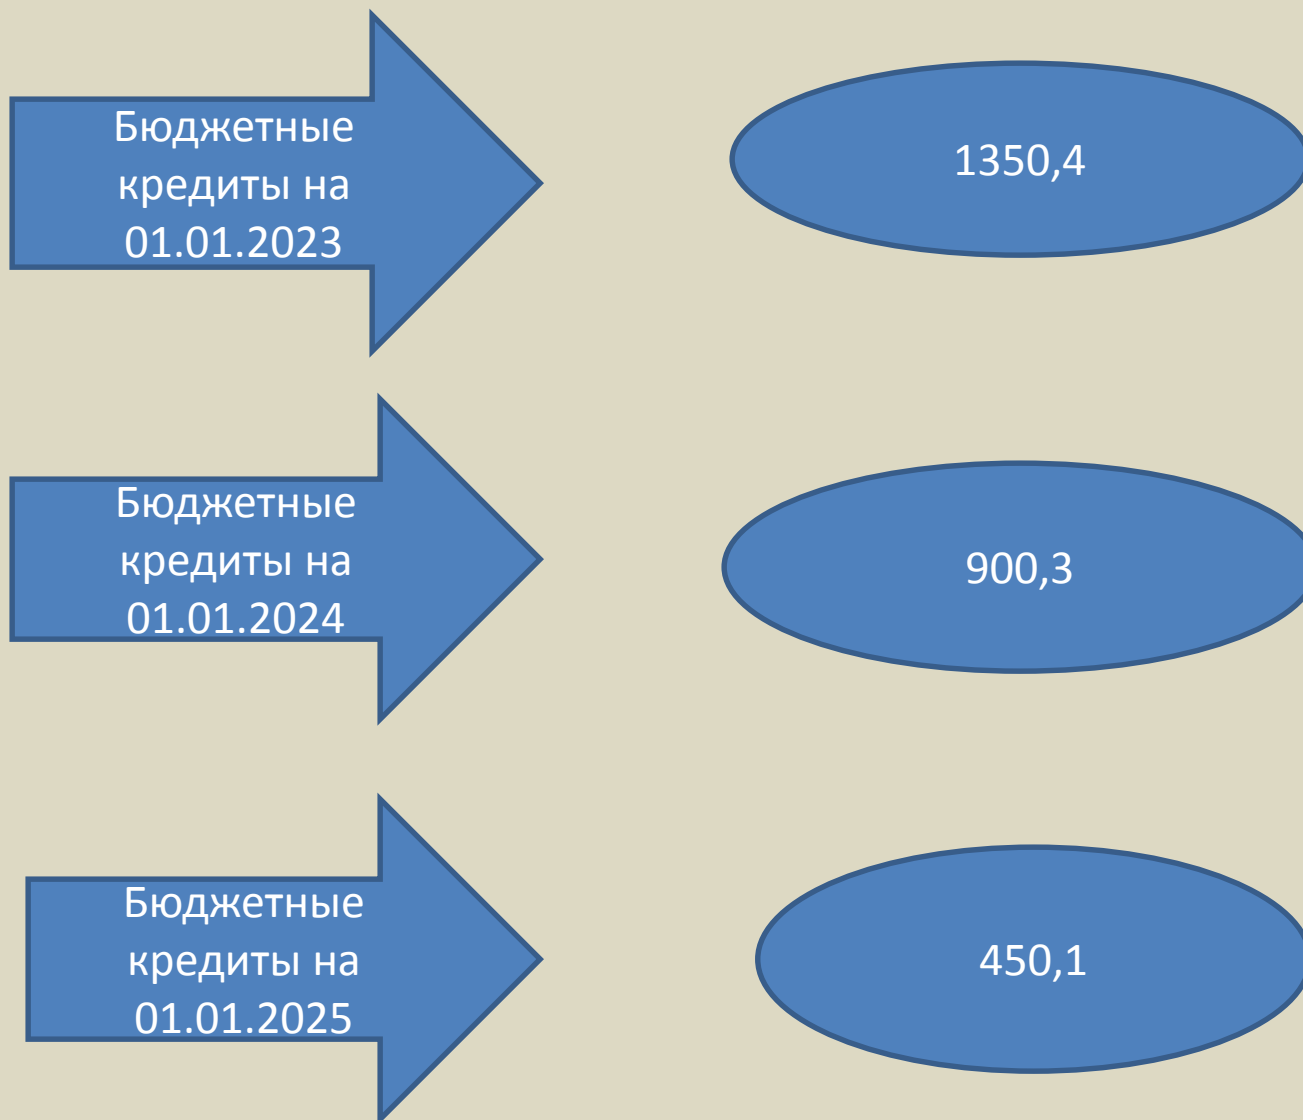 Бюджетные
кредиты на
01.01.2023
1350,4
Бюджетные
кредиты на
01.01.2024
900,3
Бюджетные
кредиты на
01.01.2025
450,1